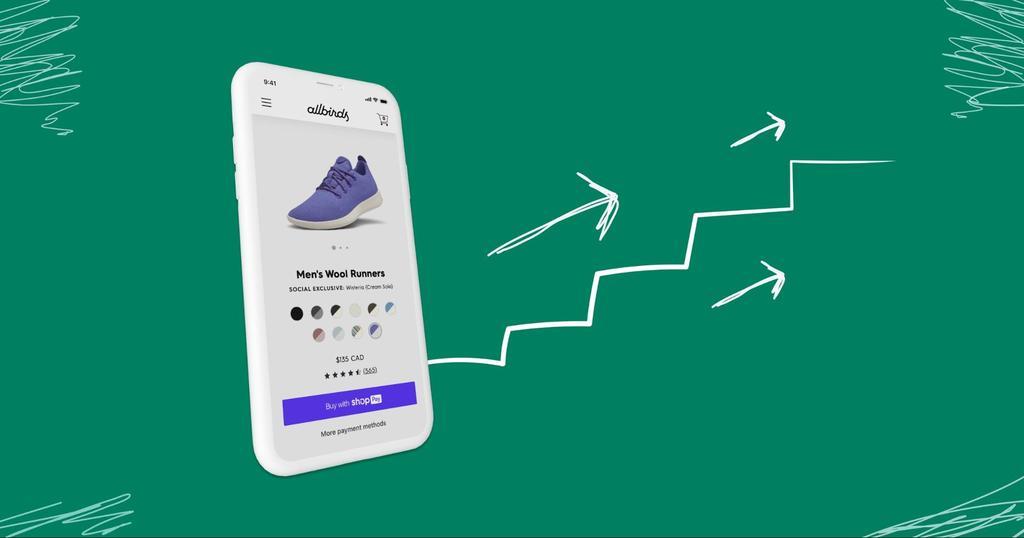 9:41
allbirds
0
Men's Wool Runners
SOCIAL EXCLUSIVE: Wisteria (Cream Sole)
$135 CAD
(565)
Buy with shop Pay
More payment methods